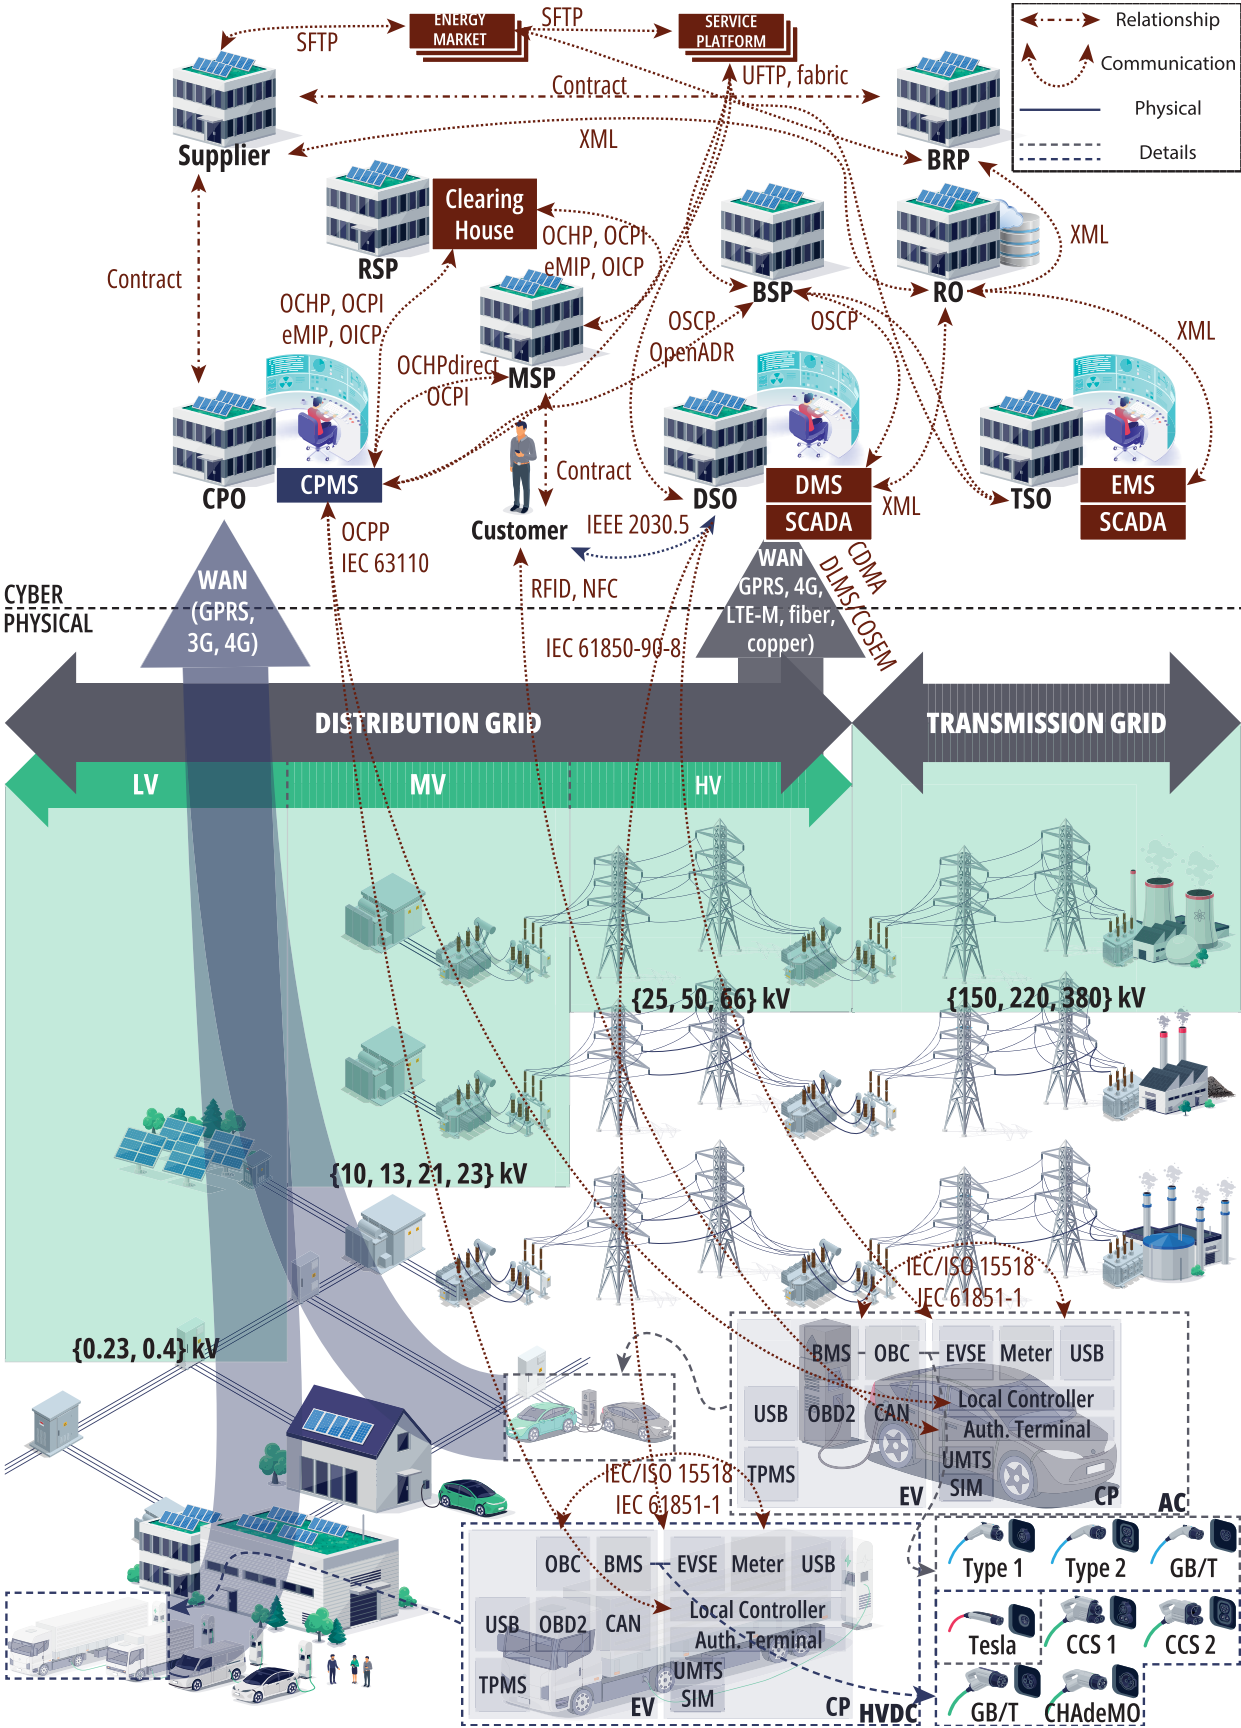 ENERGY
MARKET
SFTP
SFTP
SERVICE
PLATFORM
Relationship
Communication
Physical
Details
UFTP, fabric
Contract
XML
Supplier
BRP
Clearing
House
RSP
OCHP, OCPI
eMIP, OICP
XML
Contract
BSP
RO
OCHP, OCPI
eMIP, OICP
OSCP
OpenADR
OSCP
XML
OCHPdirect
OCPI
MSP
Contract
CPO
CPMS
DSO
DMS
SCADA
XML
TSO
EMS
SCADA
OCPP
IEC 63110
Customer
IEEE 2030.5
RFID, NFC
WAN
(GPRS,
3G, 4G)
WAN
GPRS, 4G,
LTE-M, fiber,
copper)
CDMA
DLMS/COSEM
CYBER
PHYSICAL
IEC 61850-90-8
DISTRIBUTION GRID
TRANSMISSION GRID
LV
MV
HV
{25, 50, 66} kV
{150, 220, 380} kV
{10, 13, 21, 23} kV
{0.23, 0.4} kV
IEC/ISO 15518
IEC 61851-1
BMS
OBC
EVSE
Meter
USB
USB
OBD2
CAN
Local Controller
Auth. Terminal
TPMS
UMTS
SIM
EV
CP
AC
IEC/ISO 15518
IEC 61851-1
OBC
BMS
EVSE
Meter
USB
USB
OBD2
CAN
Local Controller
Auth. Terminal
TPMS
UMTS
SIM
EV
CP
HVDC
Type 1
Type 2
GB/T
Tesla
CCS 1
CCS 2
GB/T
CHAdeMO